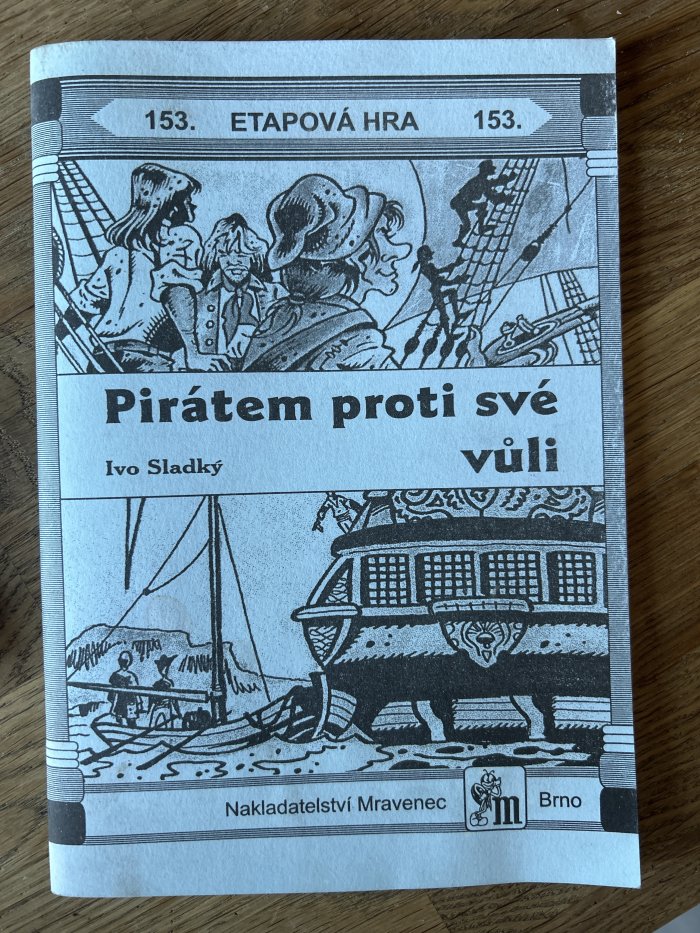 153. ETAPOVÁ HRA 153.
Pirátem proti své
vůli
Ivo Sladký
Nakladatelství Mravenec m Brno